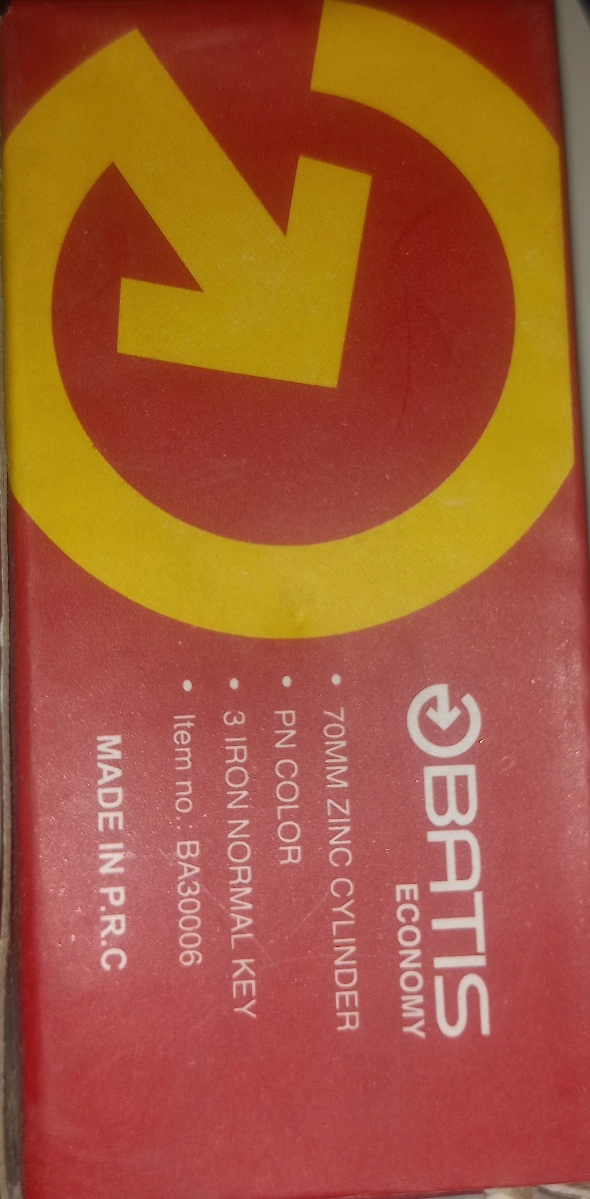 BATIS
ECONOMY
• 70MM ZINC CYLINDER
• PN COLOR
• 3 IRON NORMAL KEY
• Item no.: BA30006
MADE IN P.R.C